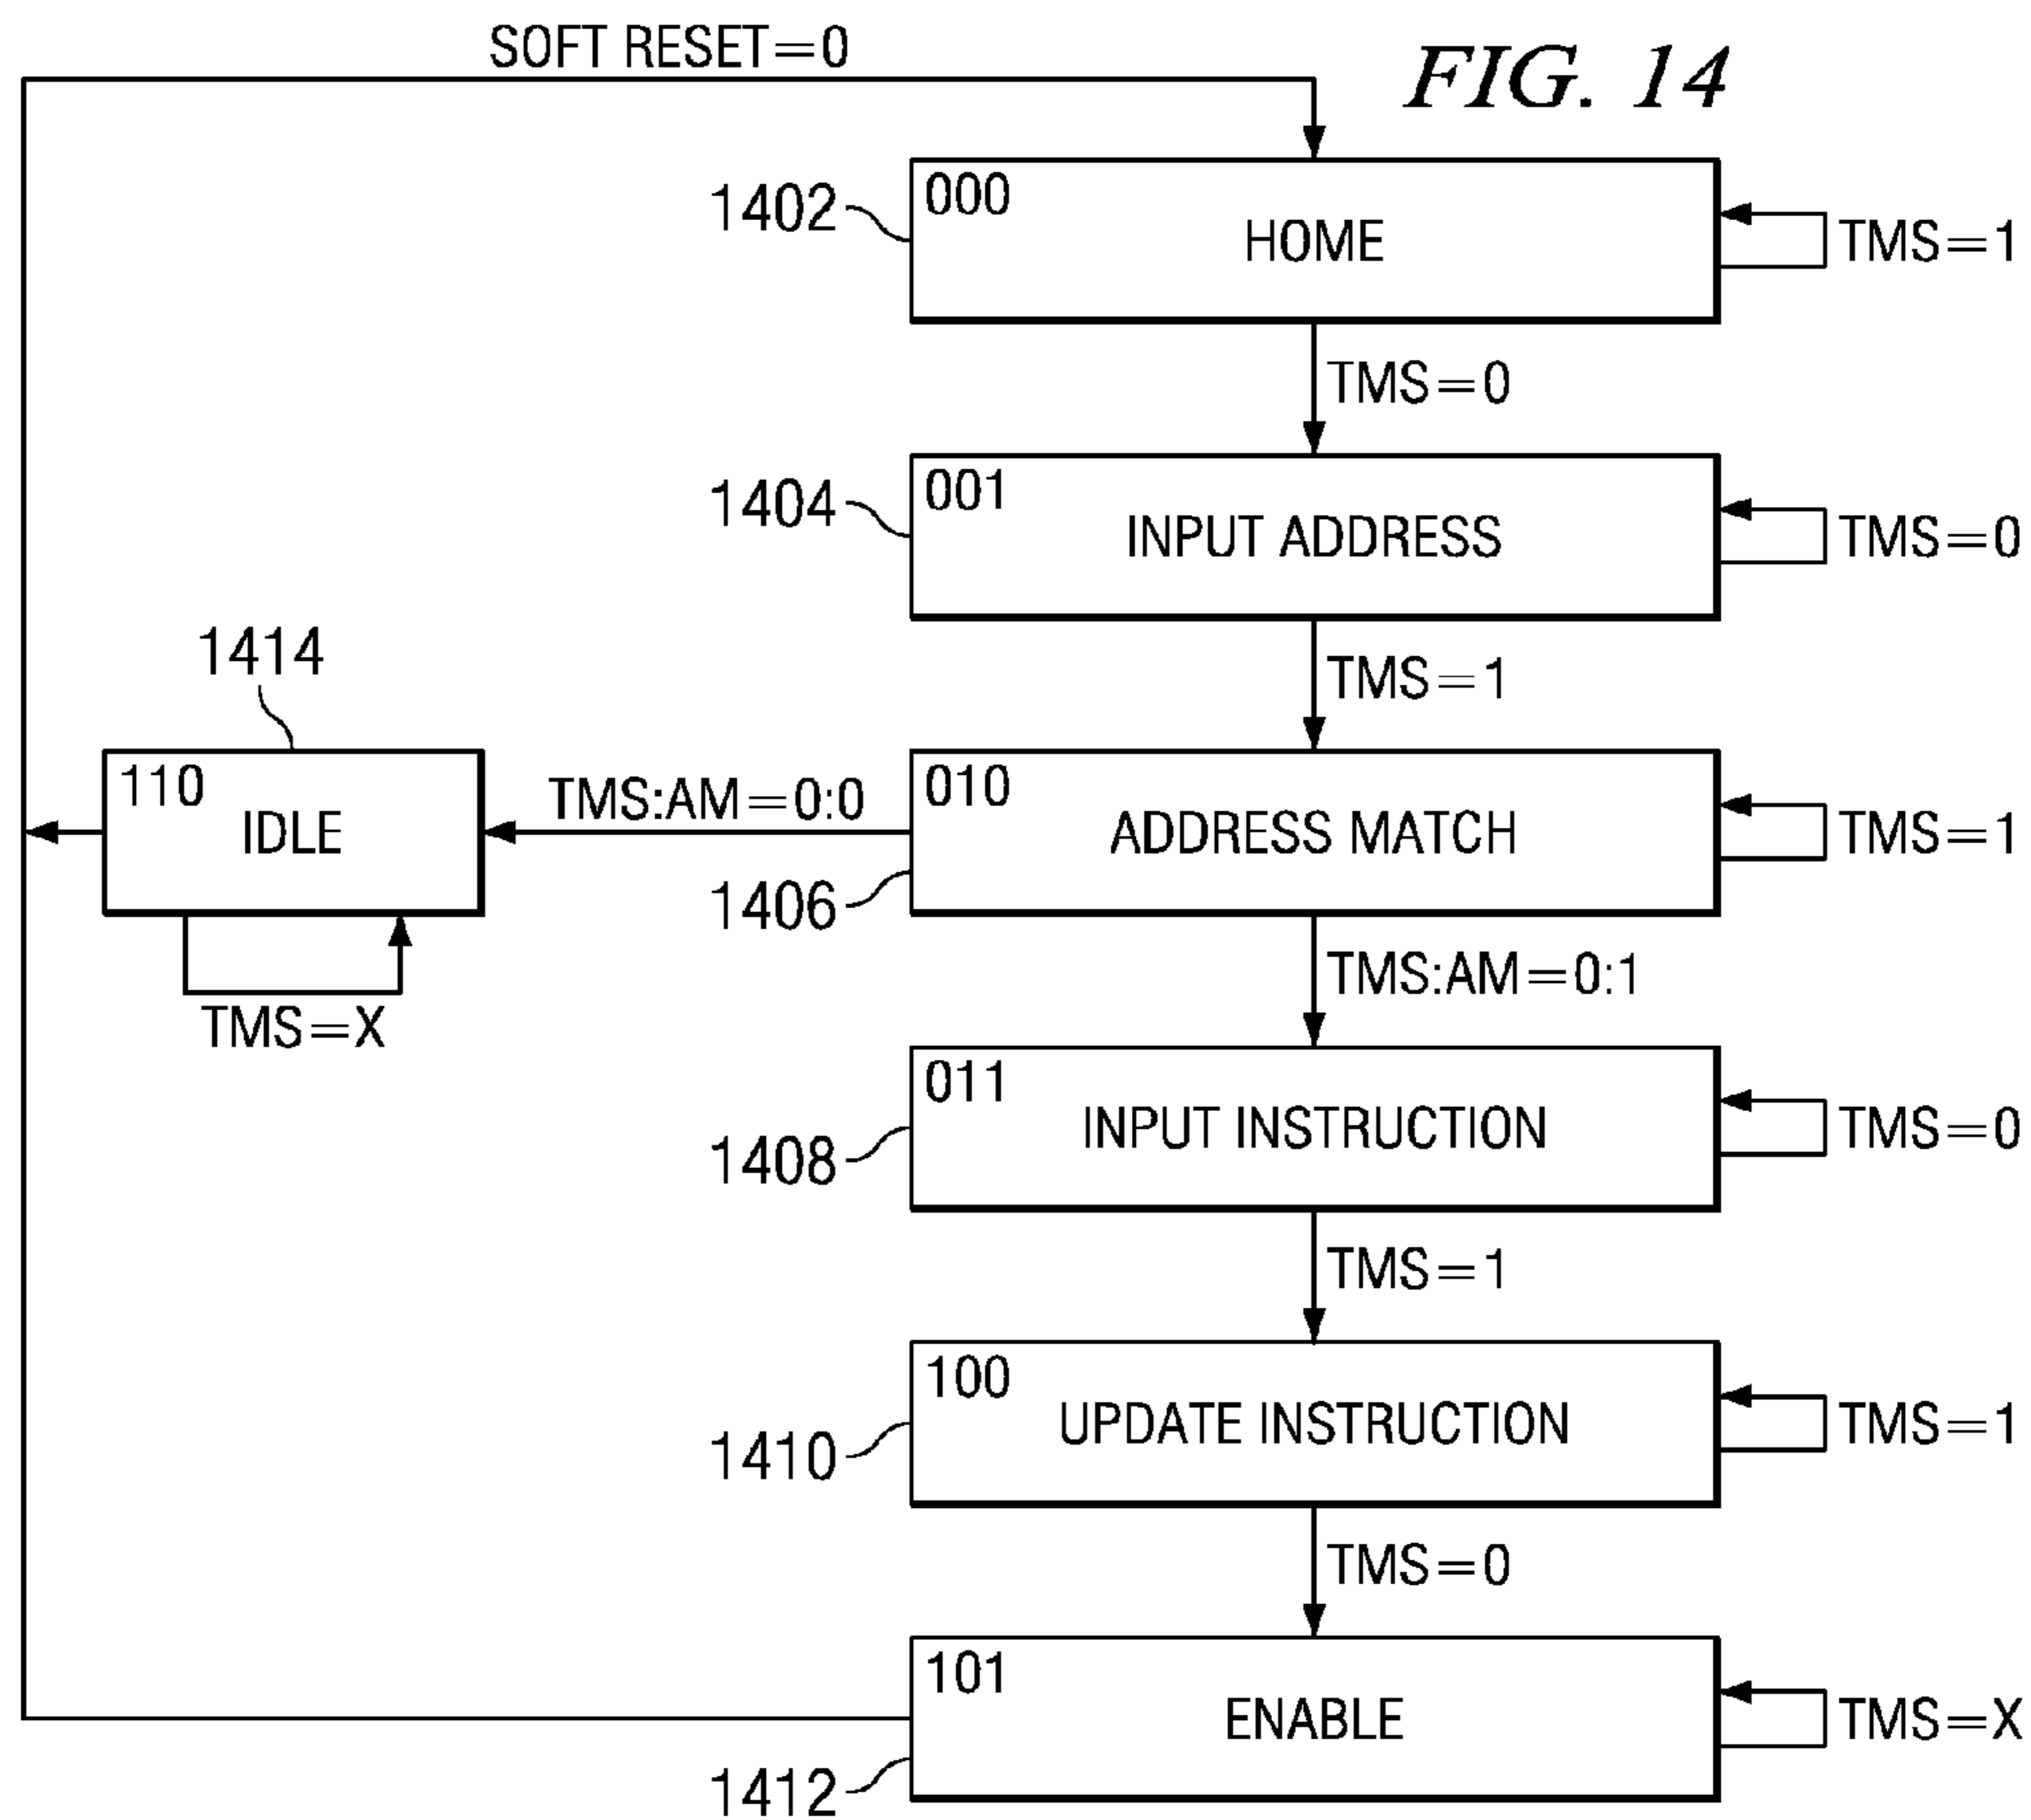 SOFT RESET=0
FIG. 14
1402
000
HOME
TMS=1
TMS=0
1404
001
INPUT ADDRESS
TMS=0
TMS=1
1414
110
IDLE
TMS=X
TMS:AM=0:0
010
ADDRESS MATCH
TMS=1
1406
TMS:AM=0:1
011
INPUT INSTRUCTION
TMS=0
1408
TMS=1
100
UPDATE INSTRUCTION
TMS=1
1410
TMS=0
101
ENABLE
TMS=X
1412